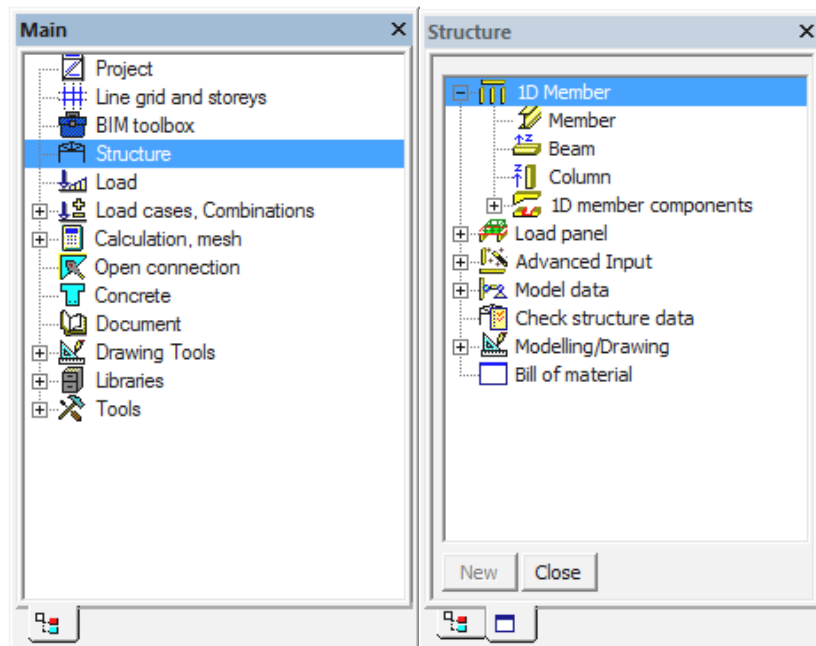 Main
Project
Line grid and storeys
BIM toolbox
Structure
Load
Load cases, Combinations
Calculation, mesh
Open connection
Concrete
Document
Drawing Tools
Libraries
Tools
Structure
1D Member
Member
Beam
Column
1D member components
Load panel
Advanced Input
Model data
Check structure data
Modelling/Drawing
Bill of material
New
Close